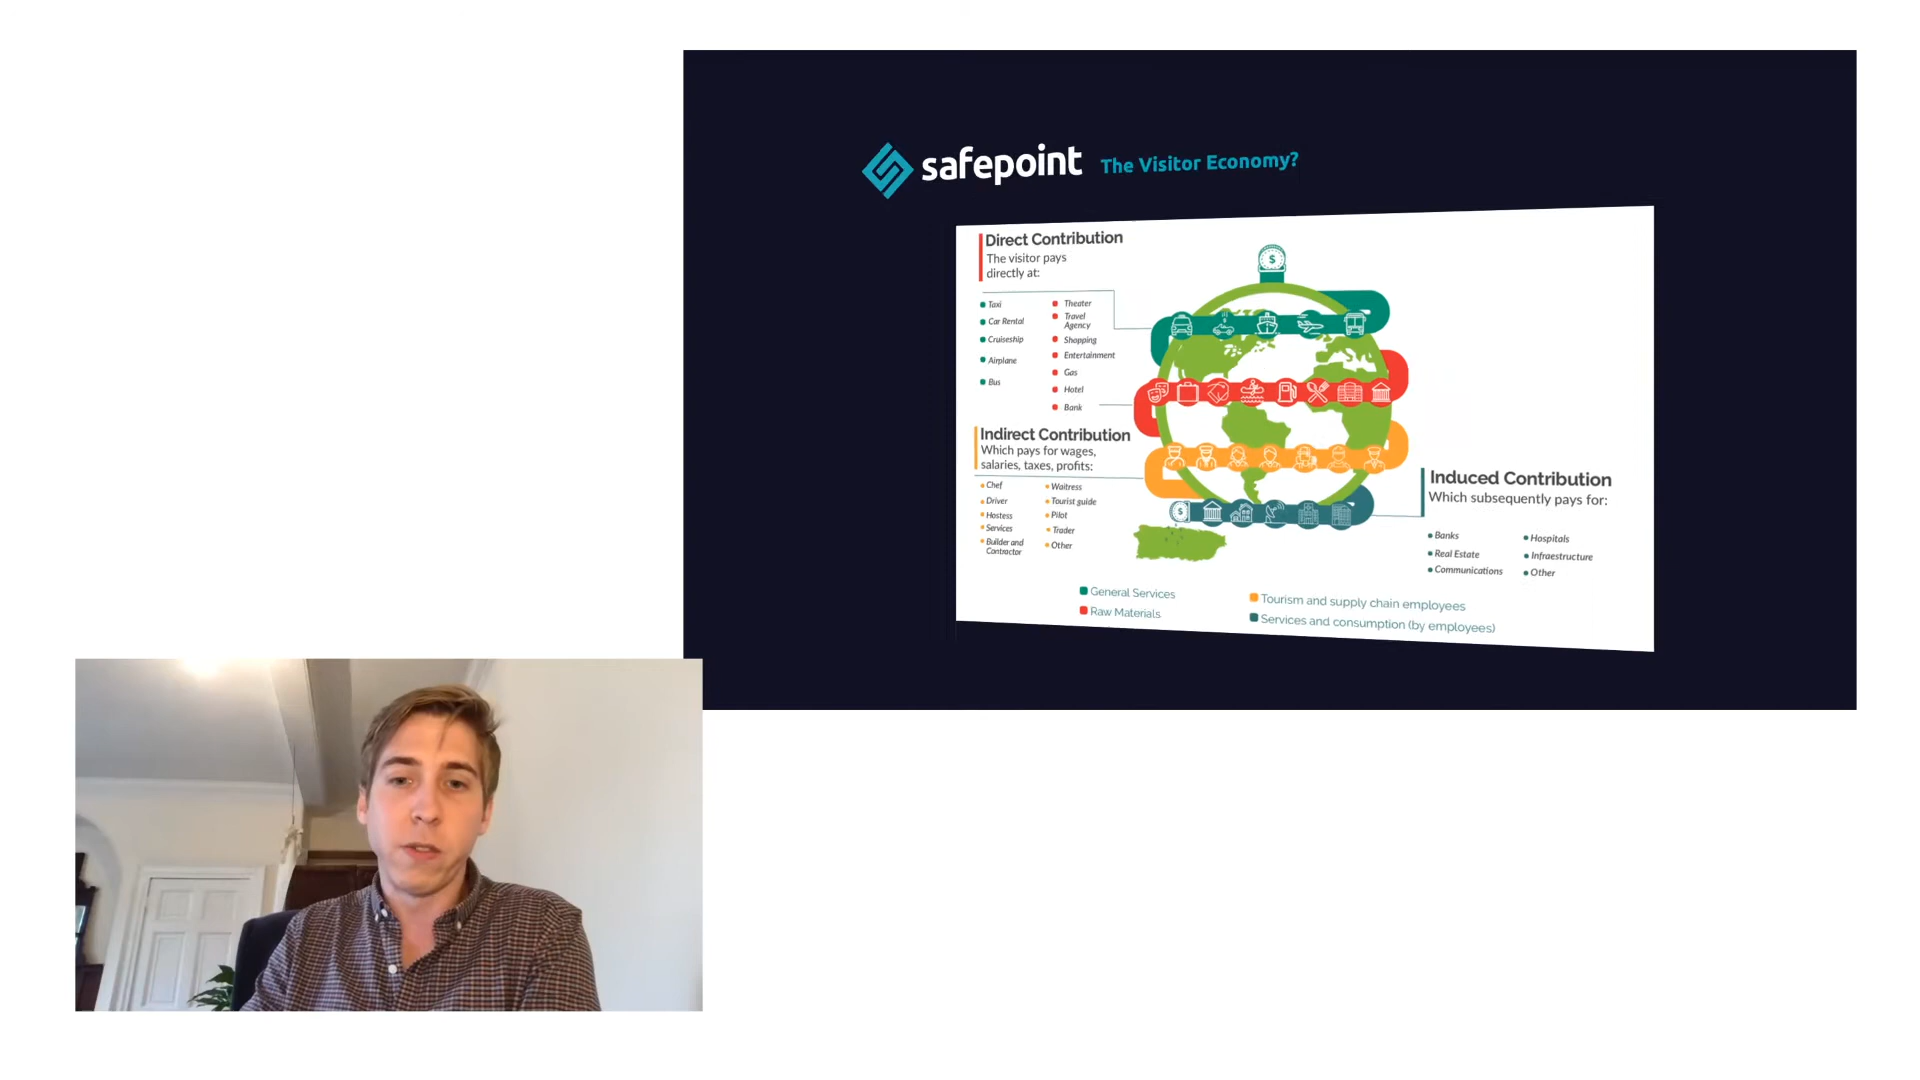 safepoint The Visitor Economy?
Direct Contribution
The visitor pays
directly at:
Taxi
Car Rental
Cruiseship
Airplane
Bus
Theater
Travel
Agency
Shopping
Entertainment
Gas
Hotel
Bank
Indirect Contribution
Which pays for wages,
salaries, taxes, profits:
Chef
Driver
Hostess
Services
Builder and
Contractor
Waitress
Tourist guide
Pilot
Trader
Other
$
$
Induced Contribution
Which subsequently pays for:
Banks
Real Estate
Communications
Hospitals
Infraestructure
Other
General Services
Raw Materials
Tourism and supply chain employees
Services and consumption (by employees)